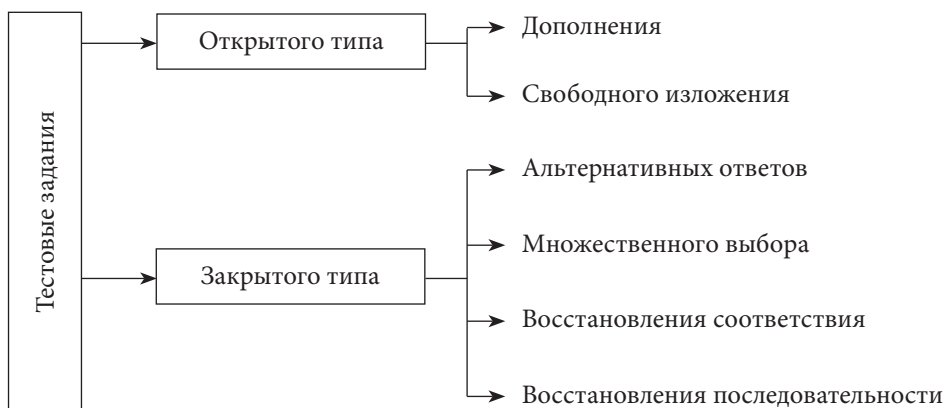 Тестовые задания
Открытого типа
Дополнения
Свободного изложения
Закрытого типа
Альтернативных ответов
Множественного выбора
Восстановления соответствия
Восстановления последовательности